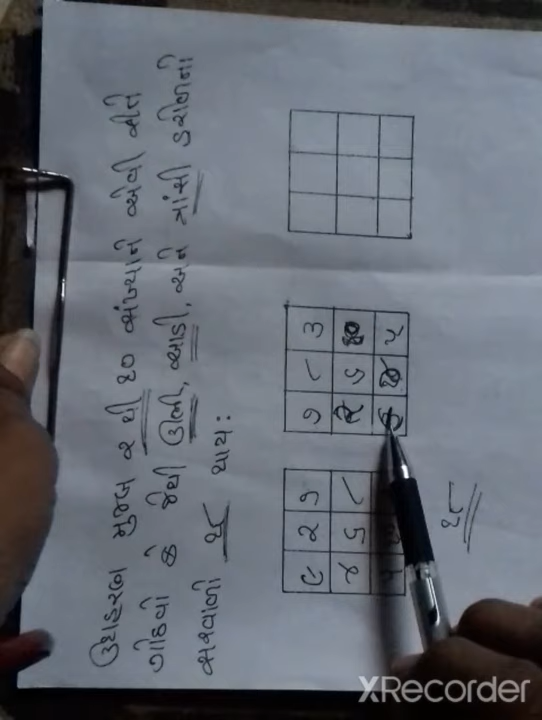 ઉદાહરણ મુજબ ૨ થી ૧૦ સંખ્યાને એવી રીતે
ગોઠવો કે જેથી ઊભી, આડી, અને ત્રાંસી હરોળનો
સરવાળો ૧૮ થાય:
૯ ૨ ૭ ૭ ૮ ૩
૪ ૬ ૮ ૨ ૬ ૧૦
૫
૧૮
XRecorder